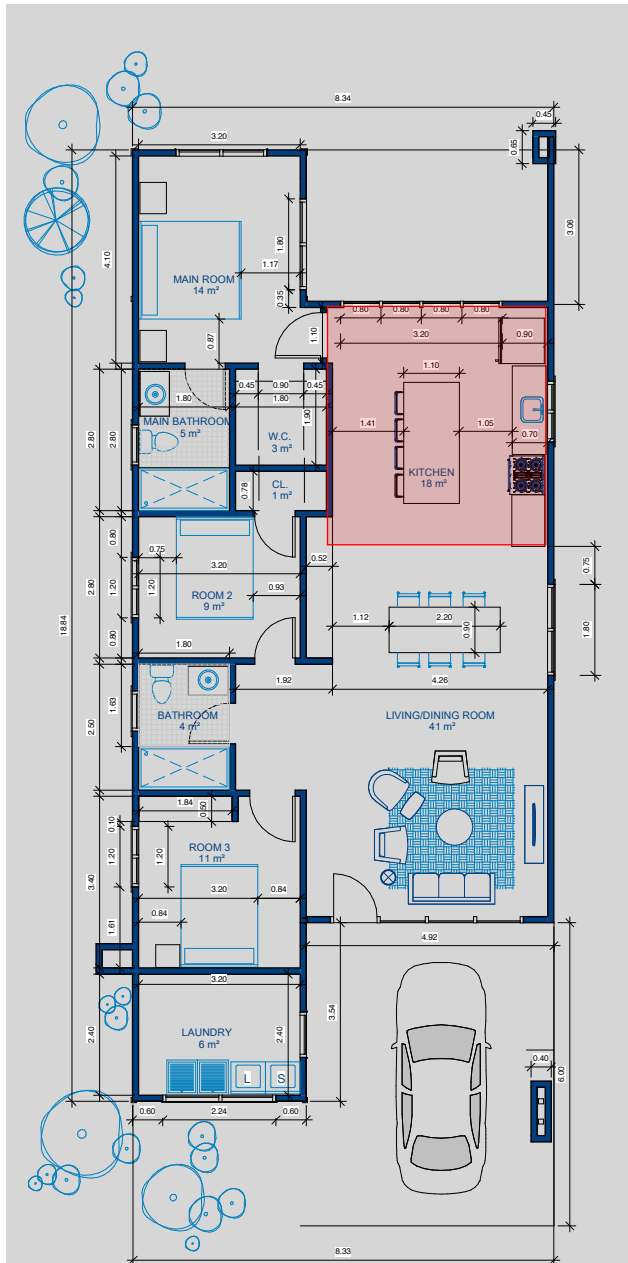 8.34
0.45
3.20
0.65
3.06
4.10
1.80
MAIN ROOM
14 m²
1.17
0.35
0.80 0.80 0.80 0.80
1.10
3.20
0.90
0.87
1.10
0.45 0.90 0.45
1.80
1.80
1.90
MAIN BATHROOM
5 m²
W.C.
3 m²
1.41
1.05
0.70
2.80
2.80
KITCHEN
18 m²
CL.
1 m²
0.78
0.80
0.75
3.20
0.52
0.75
2.80
1.20
1.20
ROOM 2
9 m²
0.93
1.12
2.20
0.90
1.80
18.84
0.80
1.80
1.92
4.26
1.63
2.50
BATHROOM
4 m²
LIVING/DINING ROOM
41 m²
1.84
0.50
0.10
1.20
1.20
ROOM 3
11 m²
3.40
3.20
0.84
0.84
1.61
4.92
3.20
3.54
2.40
LAUNDRY
6 m²
2.40
L
S
0.40
6.00
0.60
2.24
0.60
8.33